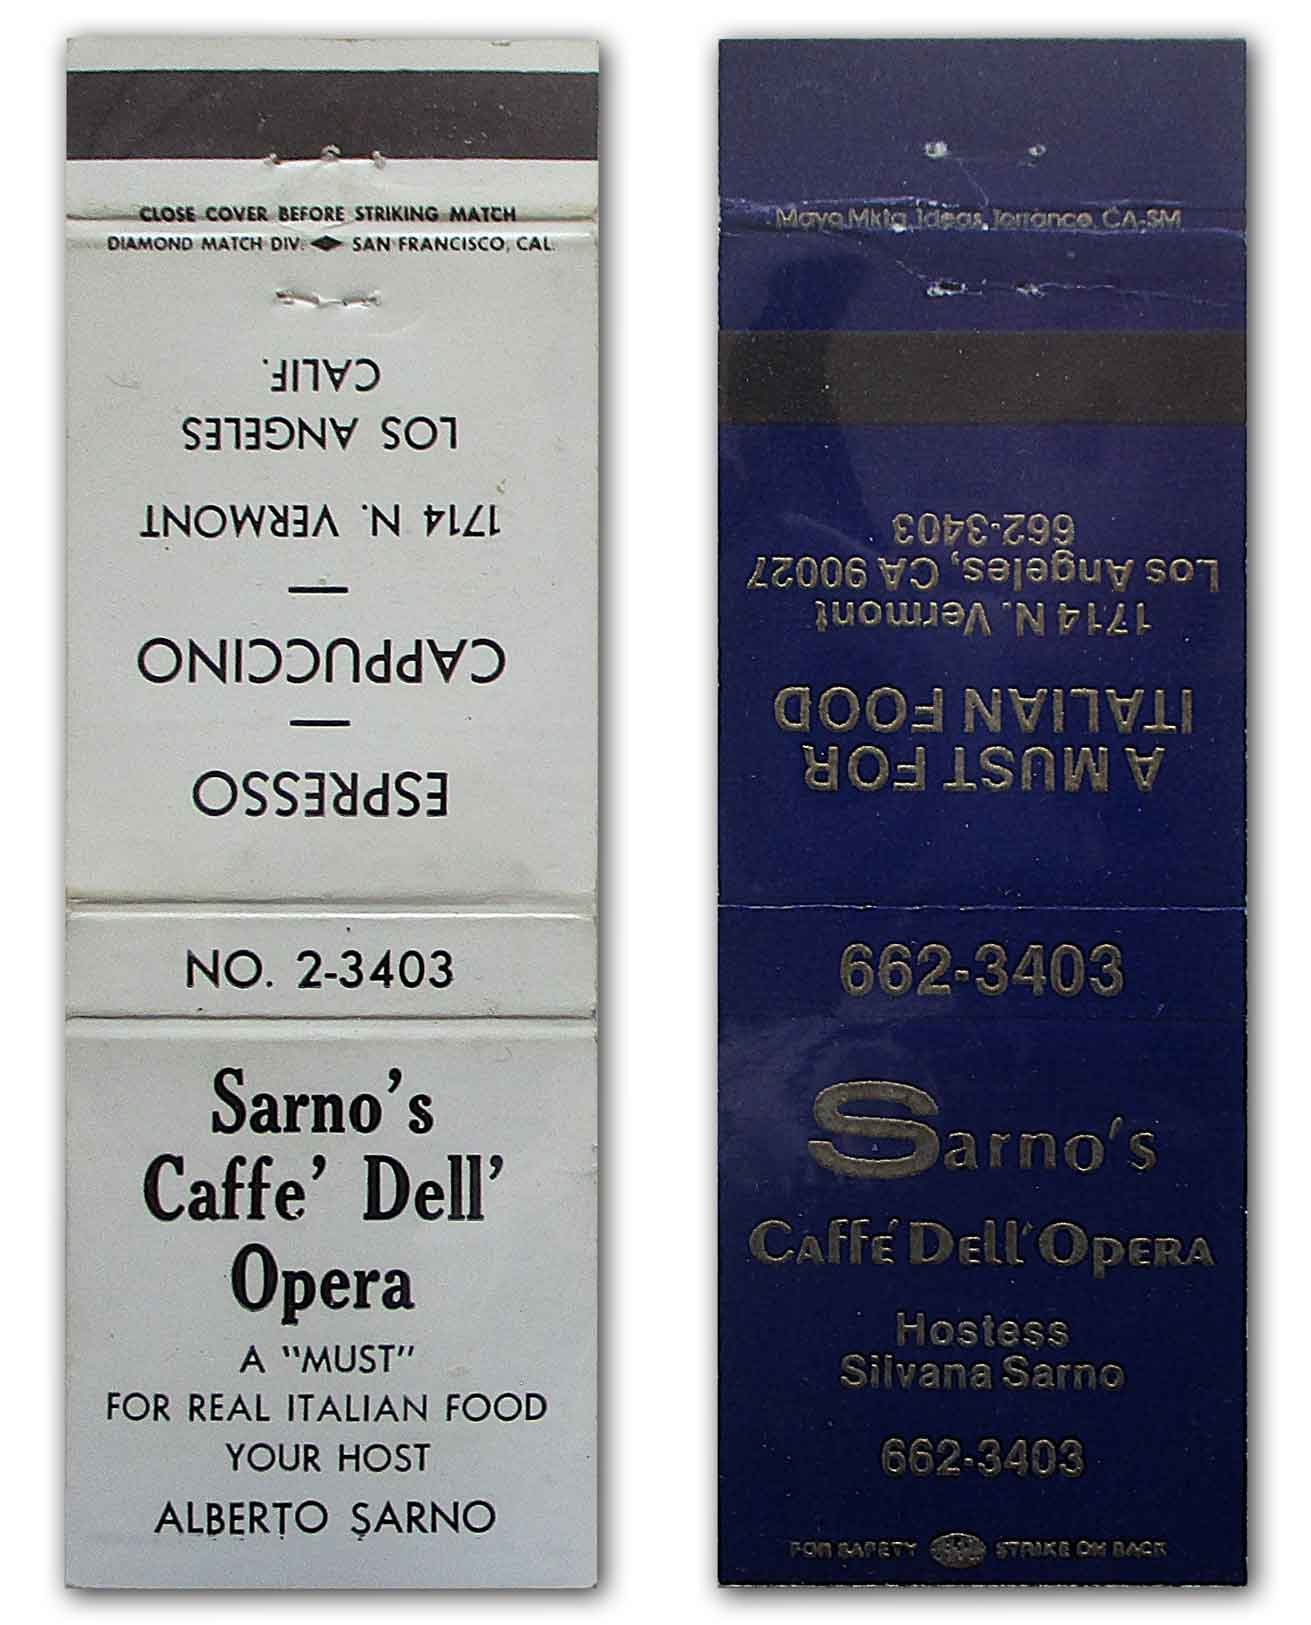 CLOSE COVER BEFORE STRIKING MATCH
DIAMOND MATCH DIV. SAN FRANCISCO, CAL.
ESPRESSO
—
CAPPUCCINO
—
1714 N. VERMONT
LOS ANGELES
CALIF.
NO. 2-3403
Sarno's
Caffe' Dell'
Opera
A "MUST"
FOR REAL ITALIAN FOOD
YOUR HOST
ALBERTO SARNO
Maya Mktg. Ideas, Torrance, CA-SM
A MUST FOR
ITALIAN FOOD
1714 N. Vermont
Los Angeles, CA 90027
662-3403
662-3403
Sarno's
Caffé Dell' Opera
Hostess
Silvana Sarno
662-3403
FOR SAFETY STRIKE ON BACK